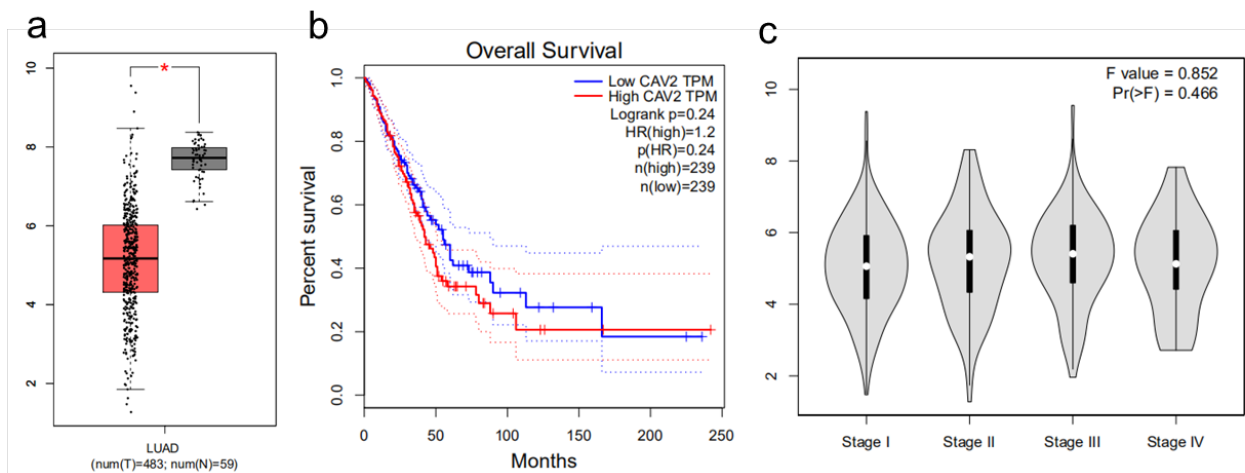 a
10
8
6
4
2
*
LUAD
(num(T)=483; num(N)=59)
b
Overall Survival
Low CAV2 TPM
High CAV2 TPM
Logrank p=0.24
HR(high)=1.2
p(HR)=0.24
n(high)=239
n(low)=239
Percent survival
1.0
0.8
0.6
0.4
0.2
0.0
0 50 100 150 200 250
Months
c
F value = 0.852
Pr(>F) = 0.466
10
8
6
4
2
Stage I Stage II Stage III Stage IV